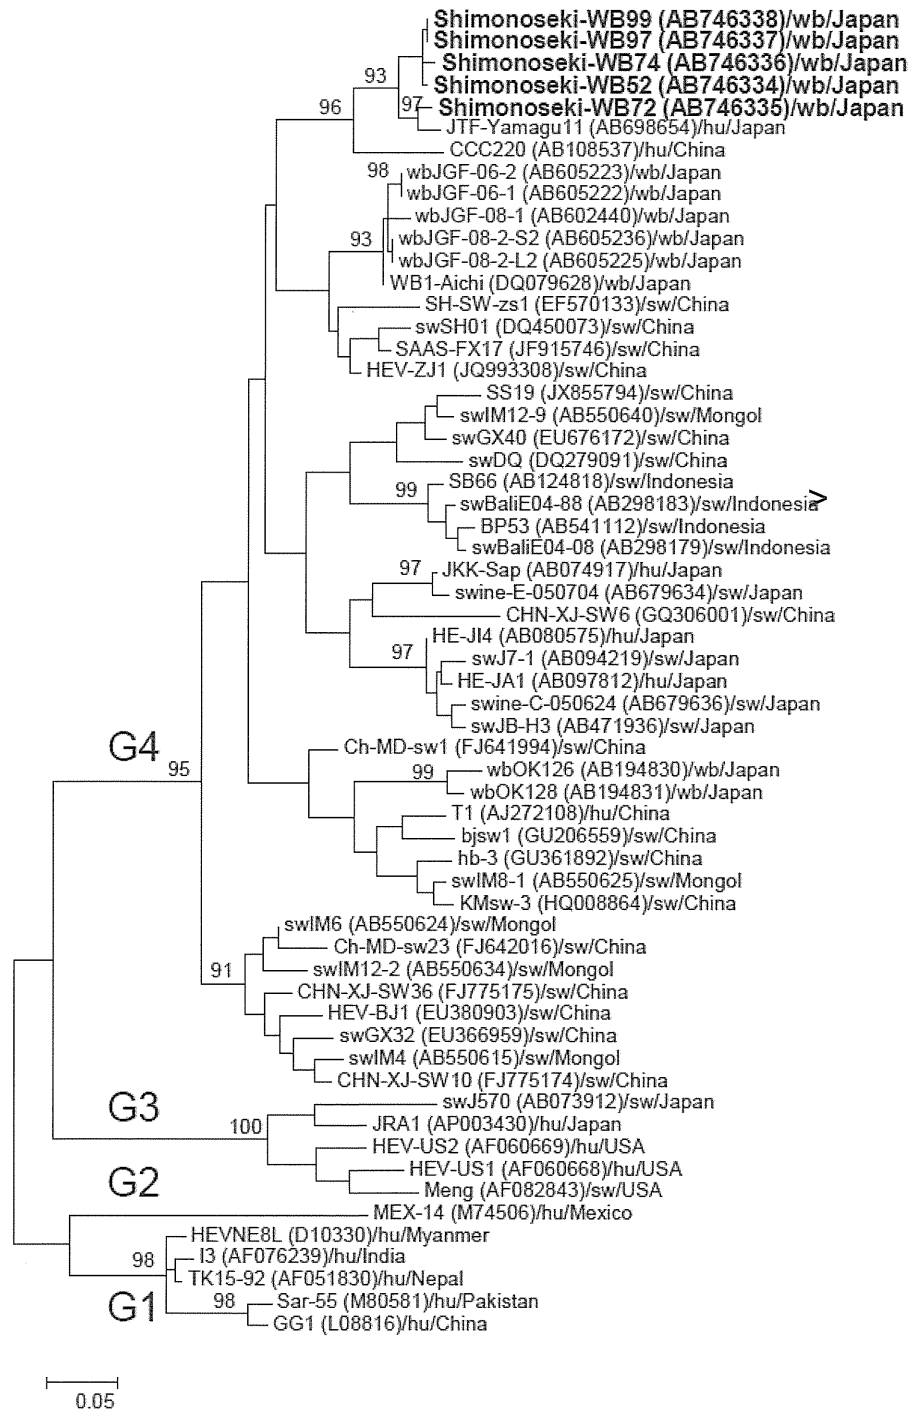 Shimonoseki-WB99 (AB746338)/wb/Japan
Shimonoseki-WB97 (AB746337)/wb/Japan
Shimonoseki-WB74 (AB746336)/wb/Japan
93
Shimonoseki-WB52 (AB746334)/wb/Japan
96
97
Shimonoseki-WB72 (AB746335)/wb/Japan
JTF-Yamagu11 (AB698654)/hu/Japan
CCC220 (AB108537)/hu/China
98
wbJGF-06-2 (AB605223)/wb/Japan
wbJGF-06-1 (AB605222)/wb/Japan
wbJGF-08-1 (AB602440)/wb/Japan
93
wbJGF-08-2-S2 (AB605236)/wb/Japan
wbJGF-08-2-L2 (AB605225)/wb/Japan
WB1-Aichi (DQ079628)/wb/Japan
SH-SW-zs1 (EF570133)/sw/China
swSH01 (DQ450073)/sw/China
SAAS-FX17 (JF915746)/sw/China
HEV-ZJ1 (JQ993308)/sw/China
SS19 (JX855794)/sw/China
swIM12-9 (AB550640)/sw/Mongol
swGX40 (EU676172)/sw/China
swDQ (DQ279091)/sw/China
SB66 (AB124818)/sw/Indonesia
99
swBaliE04-88 (AB298183)/sw/Indonesia>
BP53 (AB541112)/sw/Indonesia
swBaliE04-08 (AB298179)/sw/Indonesia
97
JKK-Sap (AB074917)/hu/Japan
swine-E-050704 (AB679634)/sw/Japan
CHN-XJ-SW6 (GQ306001)/sw/China
HE-JI4 (AB080575)/hu/Japan
97
swJ7-1 (AB094219)/sw/Japan
HE-JA1 (AB097812)/hu/Japan
swine-C-050624 (AB679636)/sw/Japan
swJB-H3 (AB471936)/sw/Japan
G4
Ch-MD-sw1 (FJ641994)/sw/China
95
99
wbOK126 (AB194830)/wb/Japan
wbOK128 (AB194831)/wb/Japan
T1 (AJ272108)/hu/China
bjsw1 (GU206559)/sw/China
hb-3 (GU361892)/sw/China
swIM8-1 (AB550625)/sw/Mongol
KMsw-3 (HQ008864)/sw/China
swIM6 (AB550624)/sw/Mongol
Ch-MD-sw23 (FJ642016)/sw/China
91
swIM12-2 (AB550634)/sw/Mongol
CHN-XJ-SW36 (FJ775175)/sw/China
HEV-BJ1 (EU380903)/sw/China
swGX32 (EU366959)/sw/China
swIM4 (AB550615)/sw/Mongol
CHN-XJ-SW10 (FJ775174)/sw/China
G3
swJ570 (AB073912)/sw/Japan
100
JRA1 (AP003430)/hu/Japan
HEV-US2 (AF060669)/hu/USA
HEV-US1 (AF060668)/hu/USA
G2
Meng (AF082843)/sw/USA
MEX-14 (M74506)/hu/Mexico
HEVNE8L (D10330)/hu/Myanmer
98
I3 (AF076239)/hu/India
TK15-92 (AF051830)/hu/Nepal
G1
98
Sar-55 (M80581)/hu/Pakistan
GG1 (L08816)/hu/China
0.05